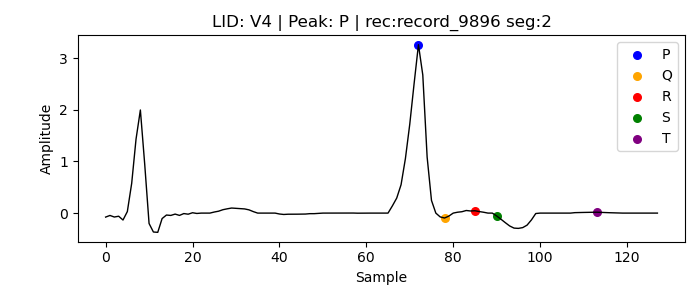 LID: V4 | Peak: P | rec:record_9896 seg:2
Amplitude
3
2
1
0
P
Q
R
S
T
0 20 40 60 80 100 120
Sample